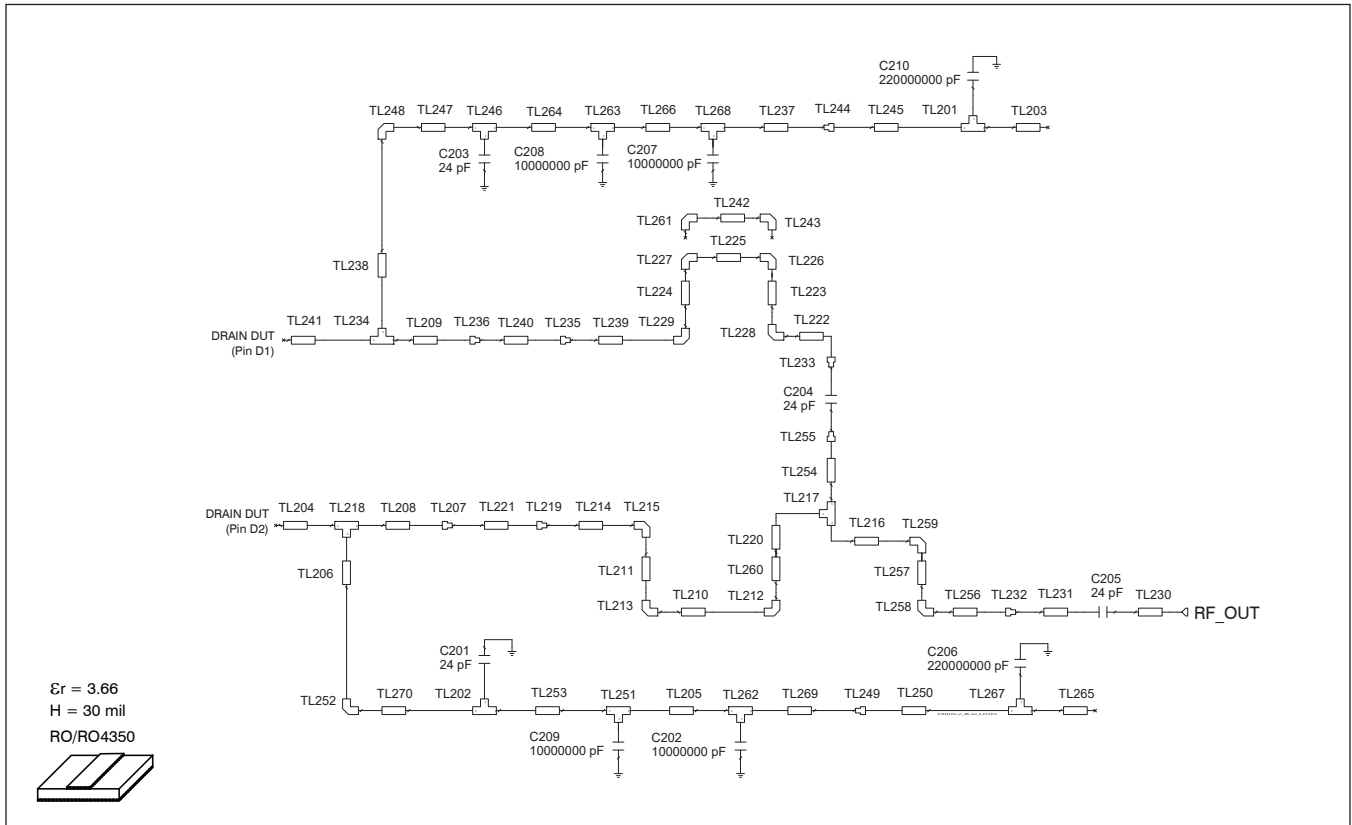 C210
220000000 pF
TL248 TL247 TL246 TL264 TL263 TL266 TL268 TL237 TL244 TL245 TL201 TL203
C203
24 pF
C208
10000000 pF
C207
10000000 pF
TL242
TL261 TL243
TL225
TL227 TL226
TL238
TL224 TL223
DRAIN DUT
(Pin D1)
TL241 TL234 TL209 TL236 TL240 TL235 TL239 TL229
TL228 TL222
TL233
C204
24 pF
TL255
TL254
TL217
DRAIN DUT
(Pin D2)
TL204 TL218 TL208 TL207 TL221 TL219 TL214 TL215
TL220 TL216 TL259
TL206 TL211 TL260 TL257
TL213 TL210 TL212
TL258 TL256 TL232 TL231
C205
24 pF
TL230
RF_OUT
C201
24 pF
C206
220000000 pF
TL252 TL270 TL202 TL253 TL251 TL205 TL262 TL269 TL249 TL250 TL267 TL265
C209
10000000 pF
C202
10000000 pF
Ɛr = 3.66
H = 30 mil
RO/RO4350